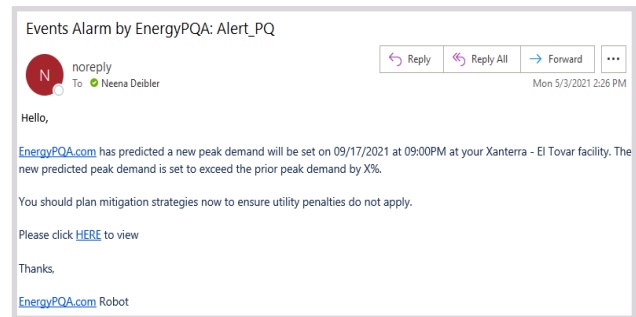 Events Alarm by EnergyPQA: Alert_PQ
N
noreply
To Neena Deibler
Reply
Reply All
Forward
...
Mon 5/3/2021 2:26 PM
Hello,
EnergyPQA.com has predicted a new peak demand will be set on 09/17/2021 at 09:00PM at your Xanterra - El Tovar facility. The
new predicted peak demand is set to exceed the prior peak demand by X%.
You should plan mitigation strategies now to ensure utility penalties do not apply.
Please click HERE to view
Thanks,
EnergyPQA.com Robot